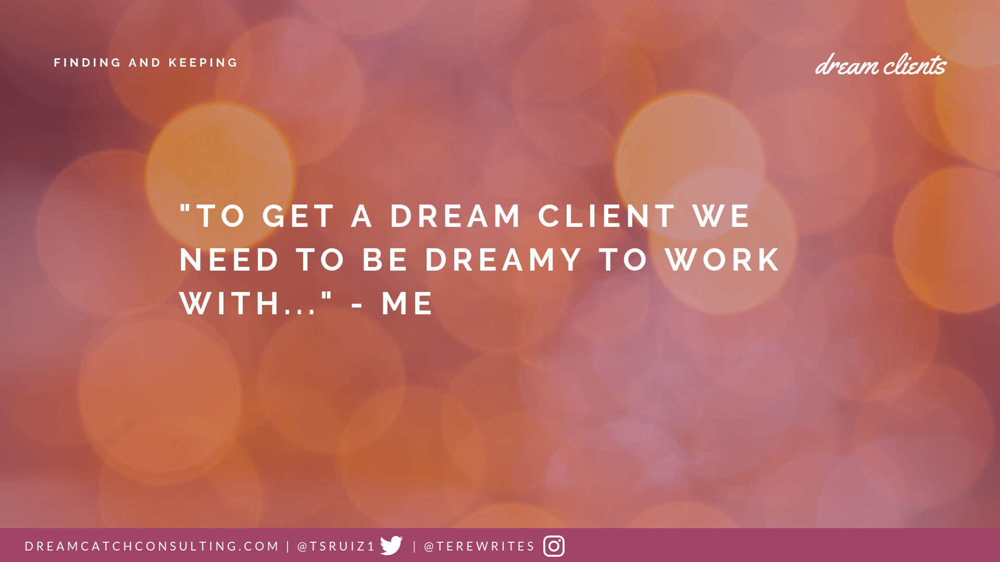 FINDING AND KEEPING
dream clients
"TO GET A DREAM CLIENT WE
NEED TO BE DREAMY TO WORK
WITH..." - ME
DREAMCATCHCONSULTING.COM | @TSRUIZ1 | @TEREWRITES